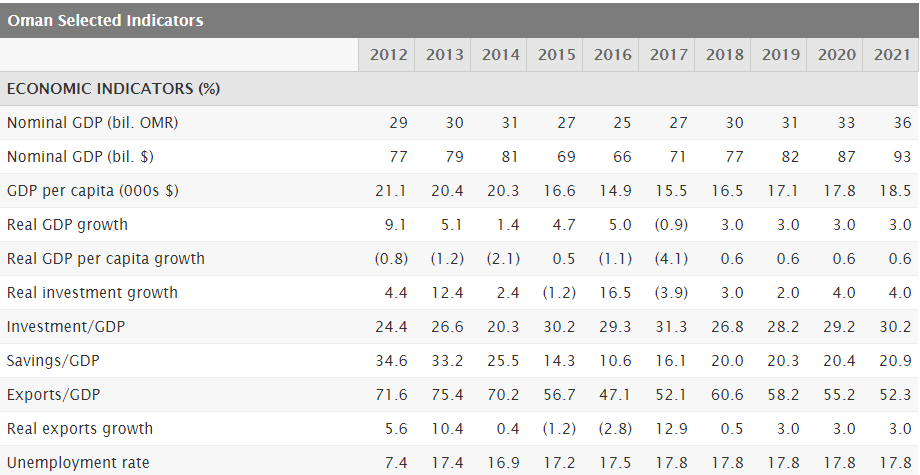 Oman Selected Indicators
2012 2013 2014 2015 2016 2017 2018 2019 2020 2021
ECONOMIC INDICATORS (%)
Nominal GDP (bil. OMR) 29 30 31 27 25 27 30 31 33 36
Nominal GDP (bil. $) 77 79 81 69 66 71 77 82 87 93
GDP per capita (000s $) 21.1 20.4 20.3 16.6 14.9 15.5 16.5 17.1 17.8 18.5
Real GDP growth 9.1 5.1 1.4 4.7 5.0 (0.9) 3.0 3.0 3.0 3.0
Real GDP per capita growth (0.8) (1.2) (2.1) 0.5 (1.1) (4.1) 0.6 0.6 0.6 0.6
Real investment growth 4.4 12.4 2.4 (1.2) 16.5 (3.9) 3.0 2.0 4.0 4.0
Investment/GDP 24.4 26.6 20.3 30.2 29.3 31.3 26.8 28.2 29.2 30.2
Savings/GDP 34.6 33.2 25.5 14.3 10.6 16.1 20.0 20.3 20.4 20.9
Exports/GDP 71.6 75.4 70.2 56.7 47.1 52.1 60.6 58.2 55.2 52.3
Real exports growth 5.6 10.4 0.4 (1.2) (2.8) 12.9 0.5 3.0 3.0 3.0
Unemployment rate 7.4 17.4 16.9 17.2 17.5 17.8 17.8 17.8 17.8 17.8